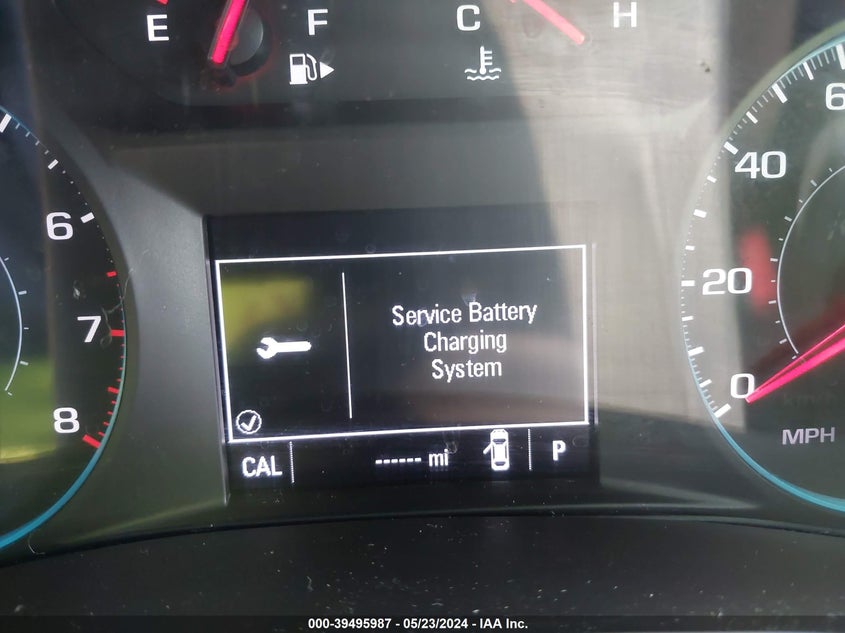 E F C H
6
7
8
60
40
20
0
MPH
Service Battery
Charging
System
CAL ------ mi P
000-39495987 - 05/23/2024 - IAA Inc.